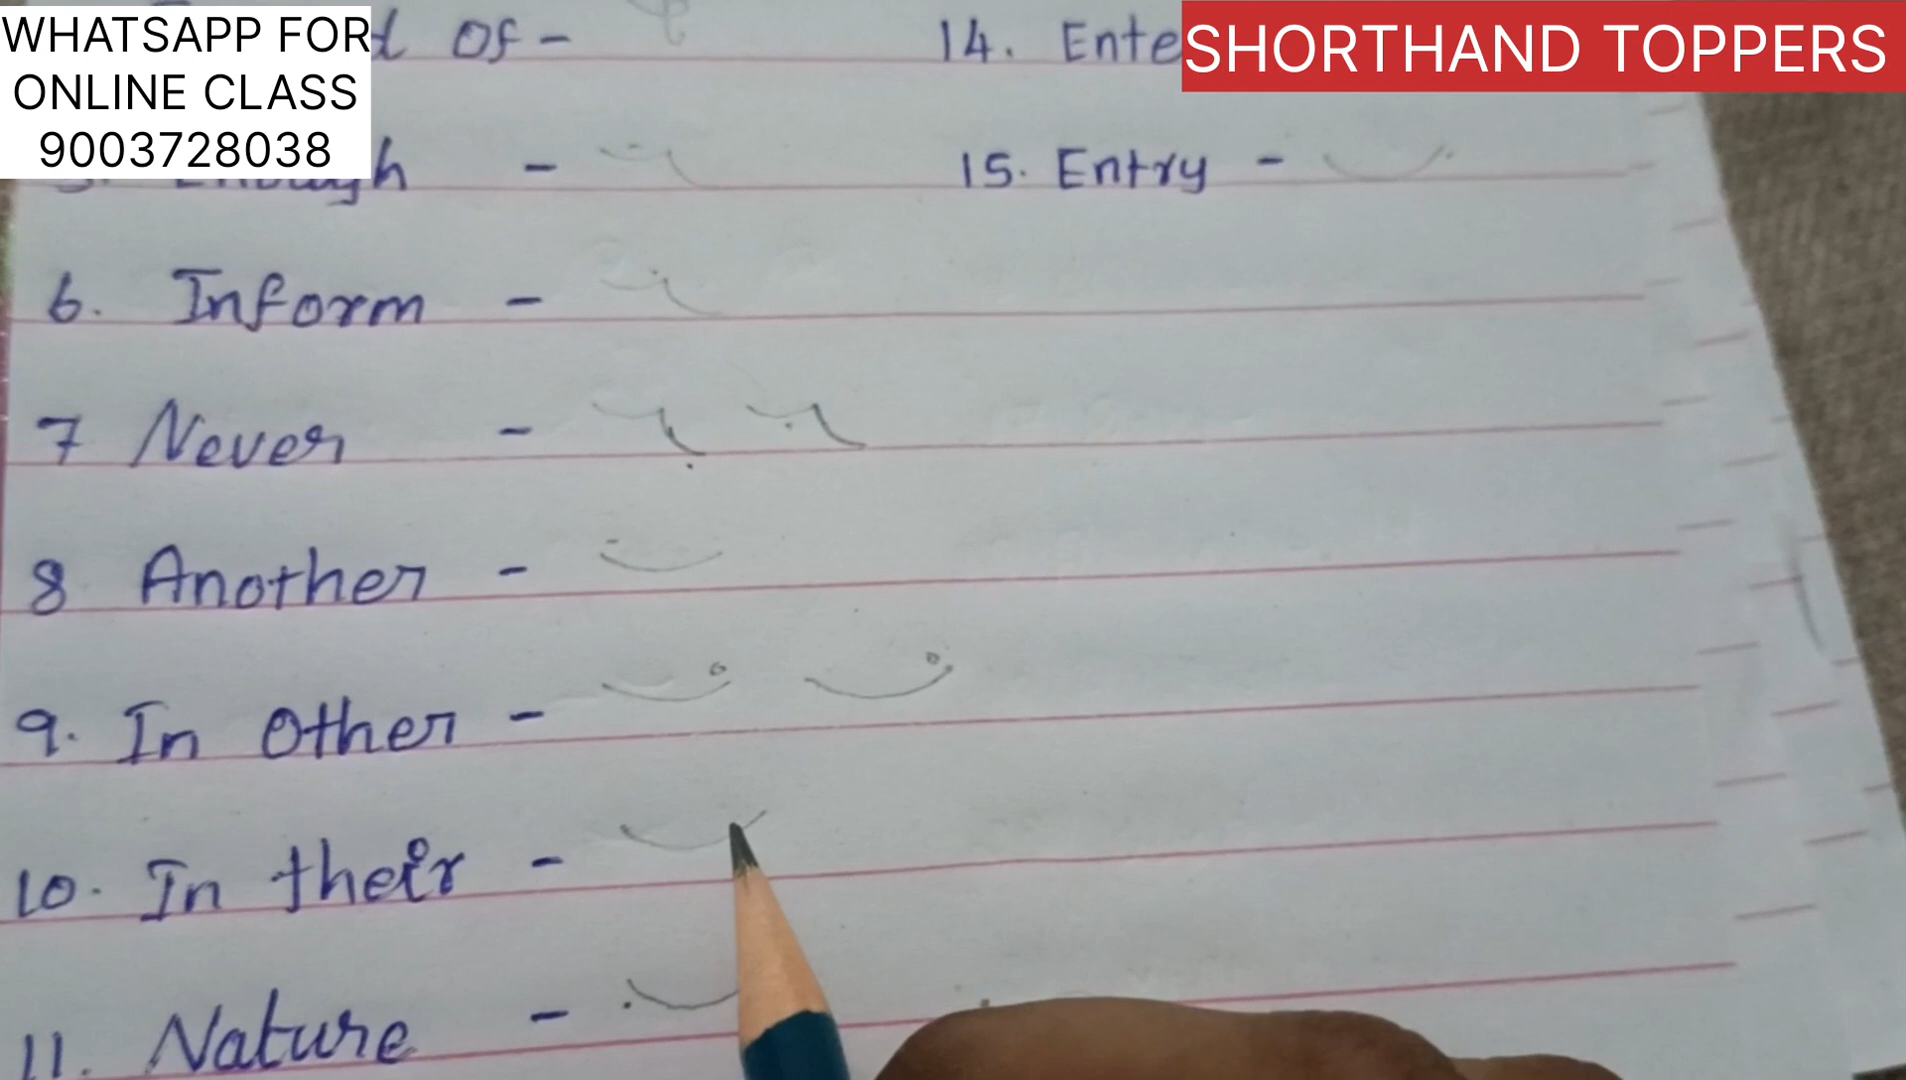 WHATSAPP FOR
ONLINE CLASS
9003728038
SHORTHAND TOPPERS
Of -
14.
-
15. Entry -
6. Inform -
7 Never -
8 Another -
9. In Other -
10. In their -
11. Nature -